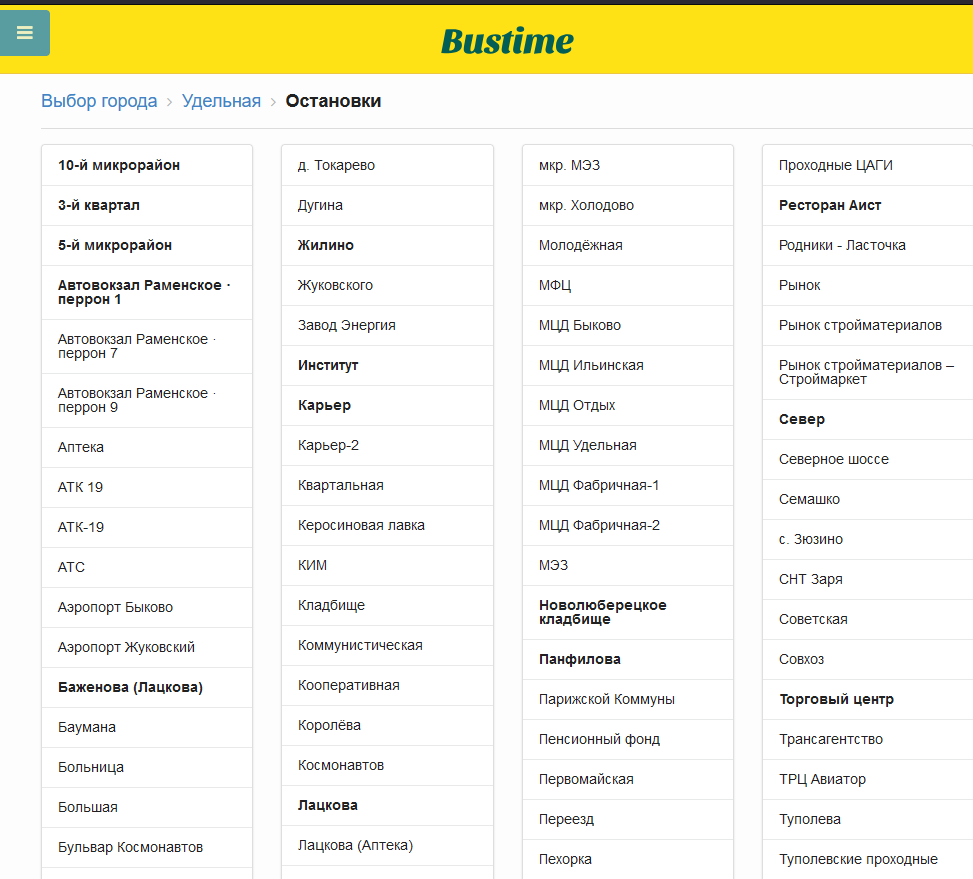 Bustime
Выбор города › Удельная › Остановки
10-й микрорайон
3-й квартал
5-й микрорайон
Автовокзал Раменское ·
перрон 1
Автовокзал Раменское ·
перрон 7
Автовокзал Раменское ·
перрон 9
Аптека
АТК 19
АТК-19
АТС
Аэропорт Быково
Аэропорт Жуковский
Баженова (Лацкова)
Баумана
Больница
Большая
Бульвар Космонавтов
д. Токарево
Дугина
Жилино
Жуковского
Завод Энергия
Институт
Карьер
Карьер-2
Квартальная
Керосиновая лавка
КИМ
Кладбище
Коммунистическая
Кооперативная
Королёва
Космонавтов
Лацкова
Лацкова (Аптека)
мкр. МЭЗ
мкр. Холодово
Молодёжная
МФЦ
МЦД Быково
МЦД Ильинская
МЦД Отдых
МЦД Удельная
МЦД Фабричная-1
МЦД Фабричная-2
МЭЗ
Новолюберецкое
кладбище
Панфилова
Парижской Коммуны
Пенсионный фонд
Первомайская
Переезд
Пехорка
Проходные ЦАГИ
Ресторан Аист
Родники - Ласточка
Рынок
Рынок стройматериалов
Рынок стройматериалов –
Строймаркет
Север
Северное шоссе
Семашко
с. Зюзино
СНТ Заря
Советская
Совхоз
Торговый центр
Трансагентство
ТРЦ Авиатор
Туполева
Туполевские проходные